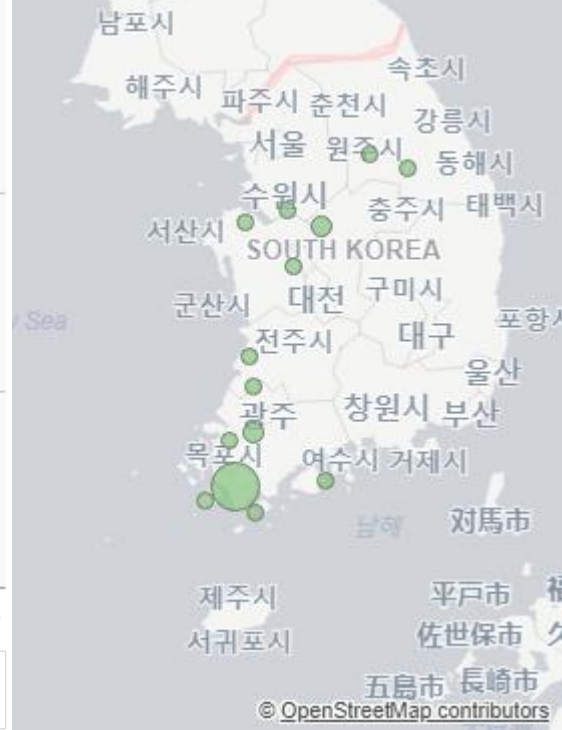 남포시
속초시
해주시
파주시 춘천시
강릉시
서울 원주시
동해시
수원시
충주시 태백시
서산시
SOUTH KOREA
군산시 대전 구미시
Sea
포항시
전주시 대구
울산
광주 창원시 부산
목포시 여수시 거제시
남해 対馬市
제주시 平戸市
서귀포시 佐世保市
五島市 長崎市
© OpenStreetMap contributors